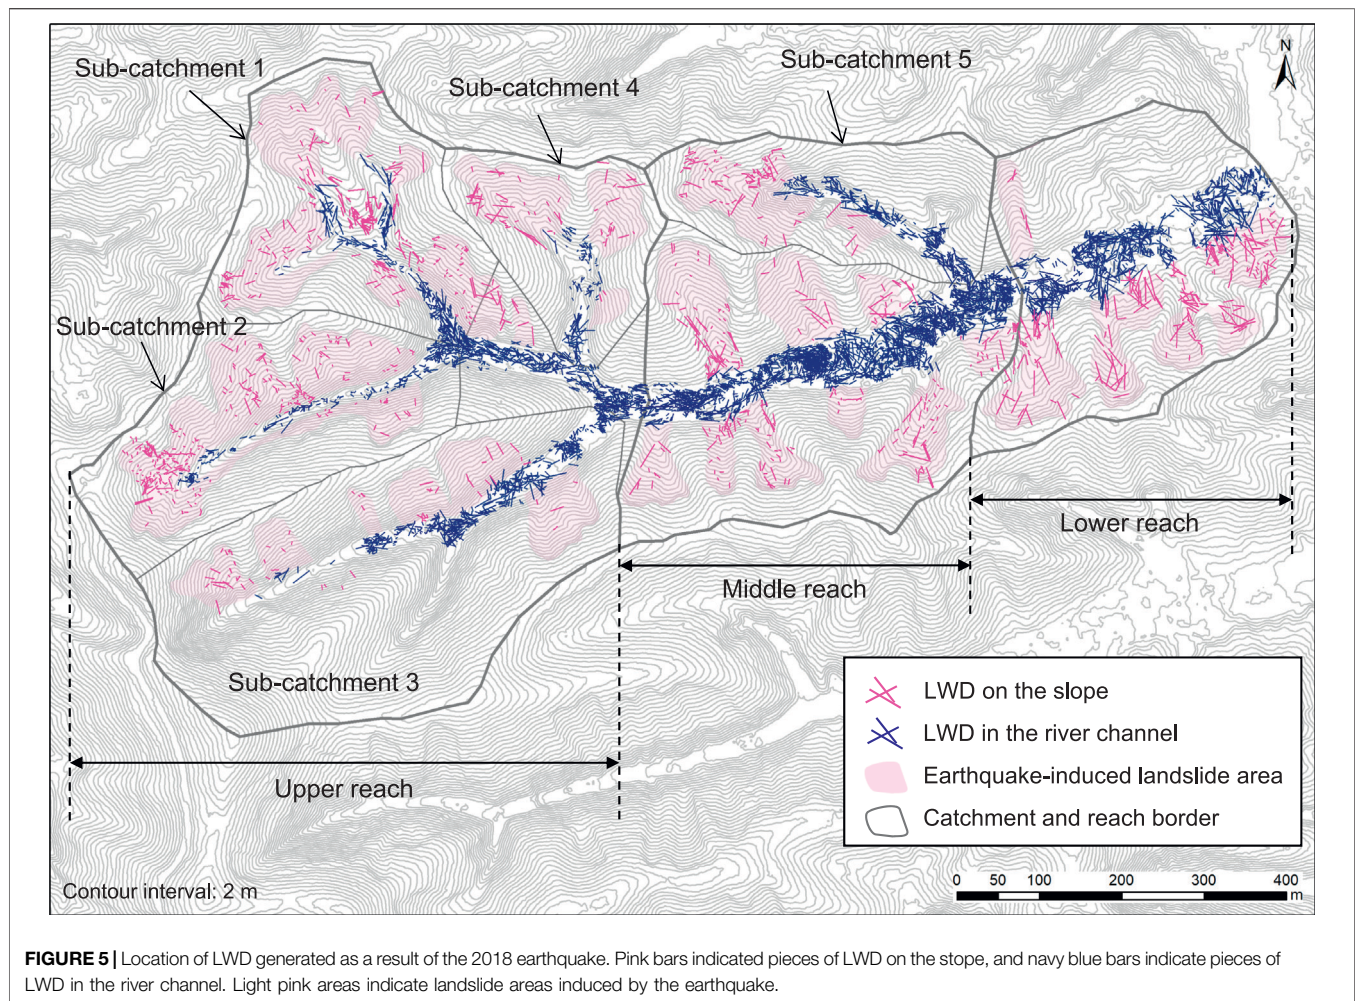 Sub-catchment 1
Sub-catchment 4
Sub-catchment 5
N
Sub-catchment 2
Lower reach
Middle reach
Sub-catchment 3
Upper reach
LWD on the slope
LWD in the river channel
Earthquake-induced landslide area
Catchment and reach border
Contour interval: 2 m
0 50 100 200 300 400
m
FIGURE 5 | Location of LWD generated as a result of the 2018 earthquake. Pink bars indicated pieces of LWD on the stope, and navy blue bars indicate pieces of
LWD in the river channel. Light pink areas indicate landslide areas induced by the earthquake.